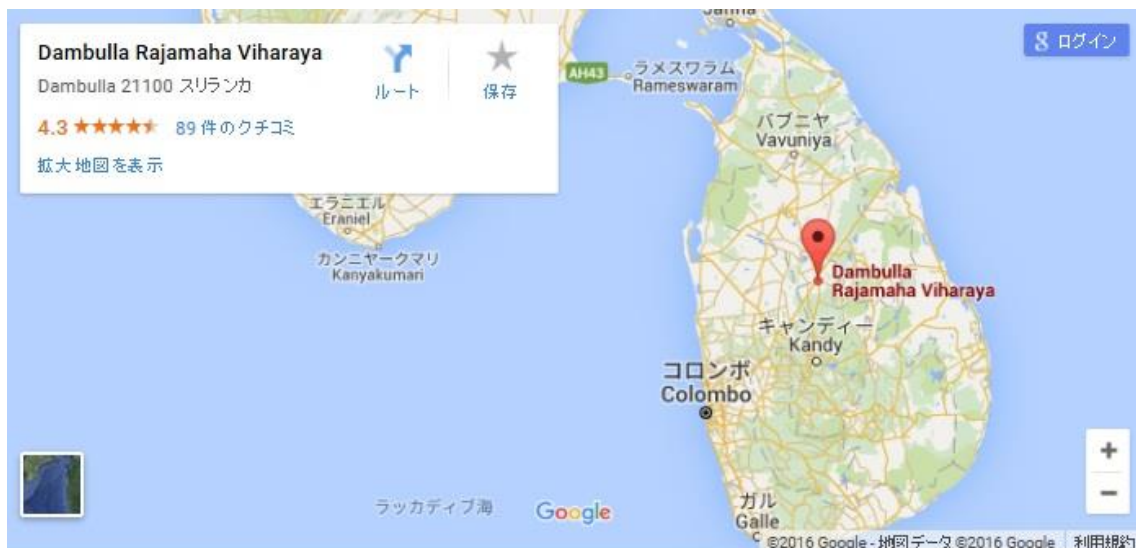 Dambulla Rajamaha Viharaya
Dambulla 21100 スリランカ
4.3
89 件のクチコミ
拡大地図を表示
ルート
保存
ログイン
Jaffna
AH43
ラメスワラム
Rameswaram
バブニヤ
Vavuniya
エラニエル
Eraniel
カンニヤークマリ
Kanyakumari
Dambulla
Rajamaha Viharaya
キャンディー
Kandy
コロンボ
Colombo
ラッカディブ海
Google
ガル
Galle
+
−
©2016 Google - 地図データ ©2016 Google
利用規約